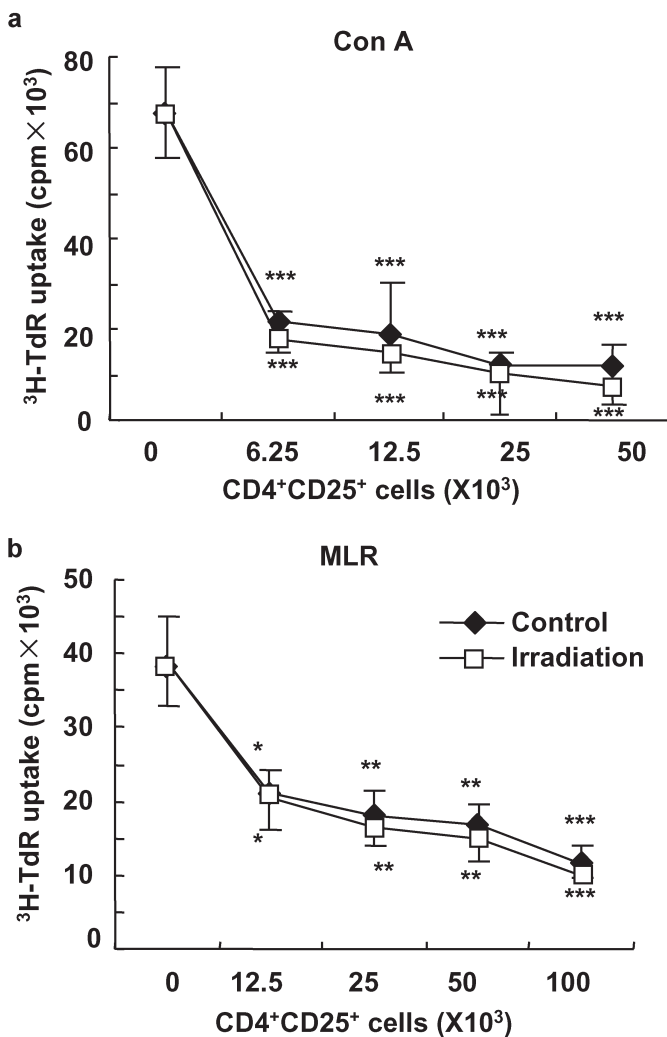 a
Con A
80
60
40
20
0
³H-TdR uptake (cpm×10³)
***
***
***
***
***
***
***
***
0 6.25 12.5 25 50
CD4⁺CD25⁺ cells (X10³)
b
MLR
50
40
30
20
10
0
³H-TdR uptake (cpm×10³)
Control
Irradiation
*
**
**
***
*
**
**
***
0 12.5 25 50 100
CD4⁺CD25⁺ cells (X10³)